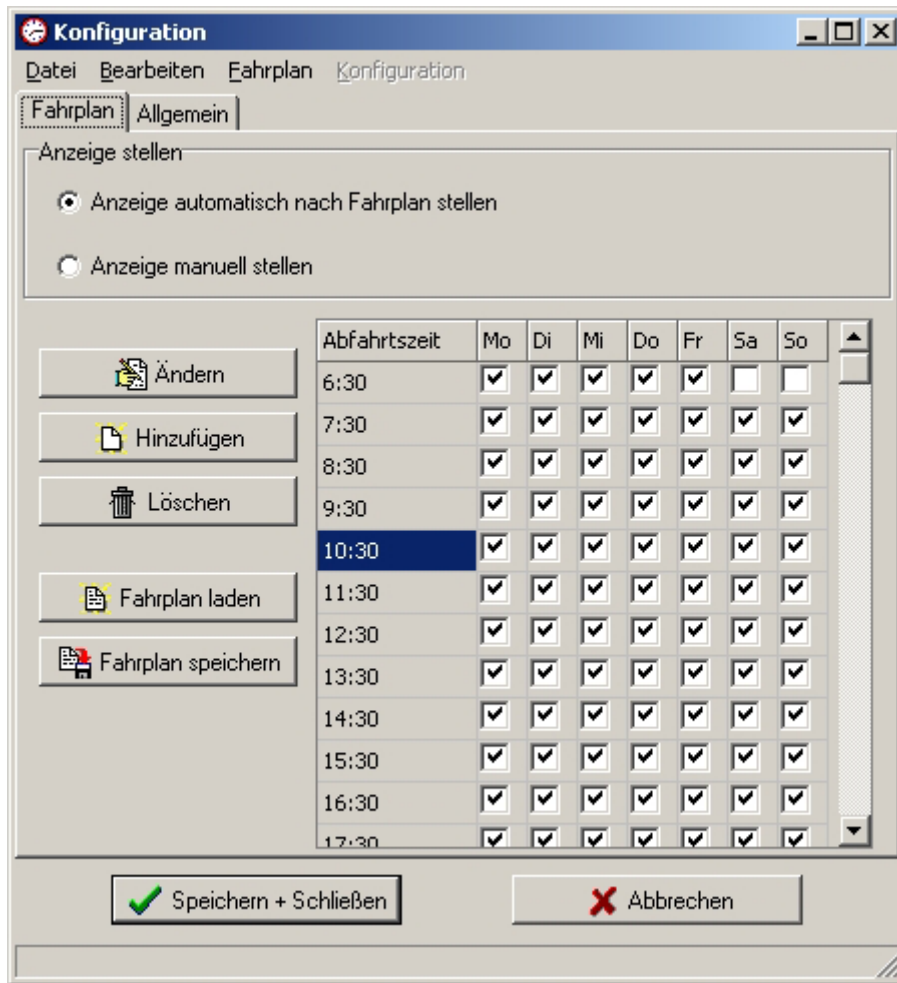 Konfiguration
Datei Bearbeiten Fahrplan Konfiguration
Fahrplan Allgemein
Anzeige stellen
Anzeige automatisch nach Fahrplan stellen
Anzeige manuell stellen
Ändern
Hinzufügen
Löschen
Fahrplan laden
Fahrplan speichern
Abfahrtszeit Mo Di Mi Do Fr Sa So
6:30
7:30
8:30
9:30
10:30
11:30
12:30
13:30
14:30
15:30
16:30
17:30
Speichern + Schließen Abbrechen